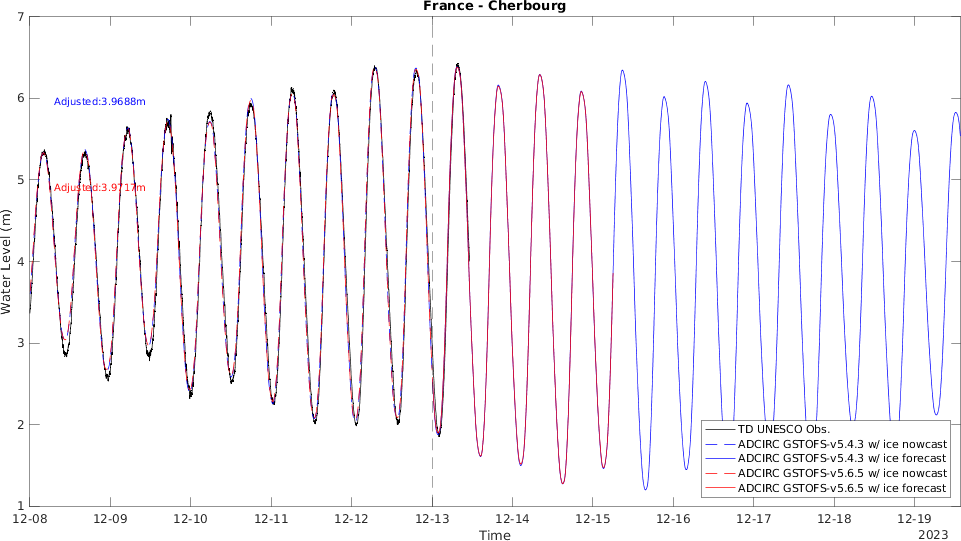 France - Cherbourg
7
6
5
4
3
2
1
Water Level (m)
Adjusted:3.9688m
Adjusted:3.9717m
TD UNESCO Obs.
ADCIRC GSTOFS-v5.4.3 w/ ice nowcast
ADCIRC GSTOFS-v5.4.3 w/ ice forecast
ADCIRC GSTOFS-v5.6.5 w/ ice nowcast
ADCIRC GSTOFS-v5.6.5 w/ ice forecast
12-08 12-09 12-10 12-11 12-12 12-13 12-14 12-15 12-16 12-17 12-18 12-19
Time
2023